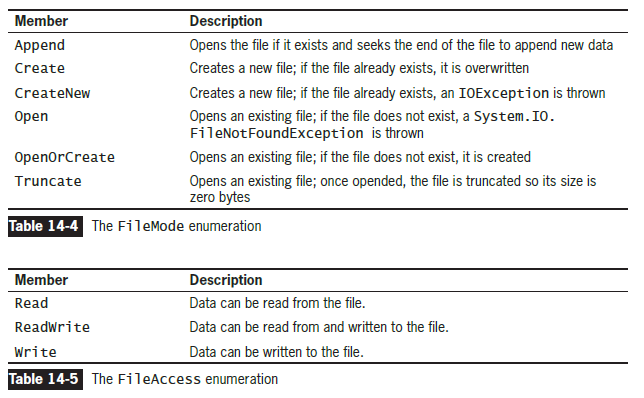 Member Description
Append Opens the file if it exists and seeks the end of the file to append new data
Create Creates a new file; if the file already exists, it is overwritten
CreateNew Creates a new file; if the file already exists, an IOException is thrown
Open Opens an existing file; if the file does not exist, a System.IO.
FileNotFoundException is thrown
OpenOrCreate Opens an existing file; if the file does not exist, it is created
Truncate Opens an existing file; once opended, the file is truncated so its size is
zero bytes
Table 14-4 The FileMode enumeration
Member Description
Read Data can be read from the file.
ReadWrite Data can be read from and written to the file.
Write Data can be written to the file.
Table 14-5 The FileAccess enumeration